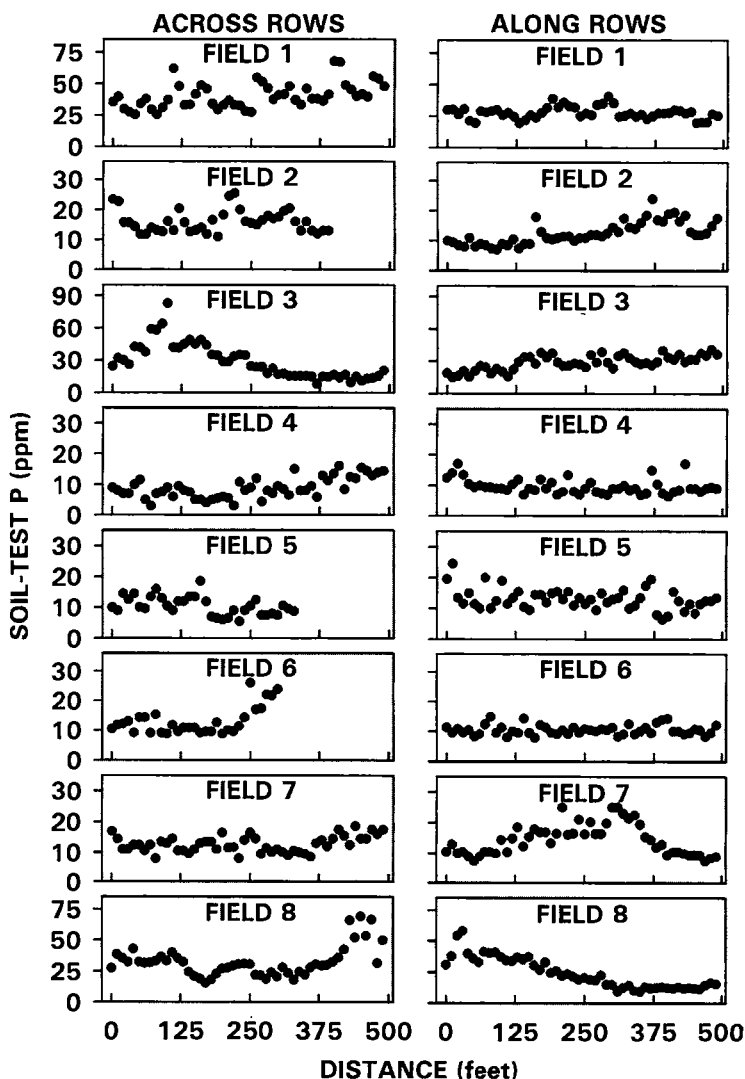 ACROSS ROWS
ALONG ROWS
SOIL-TEST P (ppm)
FIELD 1
75
50
25
0
FIELD 1
FIELD 2
30
20
10
0
FIELD 2
FIELD 3
90
60
30
0
FIELD 3
FIELD 4
30
20
10
0
FIELD 4
FIELD 5
30
20
10
0
FIELD 5
FIELD 6
30
20
10
0
FIELD 6
FIELD 7
30
20
10
0
FIELD 7
FIELD 8
75
50
25
0
FIELD 8
0 125 250 375 500
0 125 250 375 500
DISTANCE (feet)